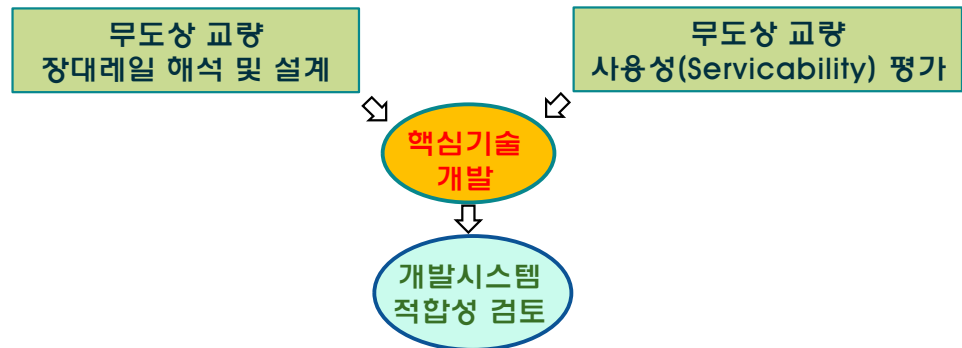 무도상 교량
장대레일 해석 및 설계
무도상 교량
사용성(Servicability) 평가
핵심기술
개발
개발시스템
적합성 검토